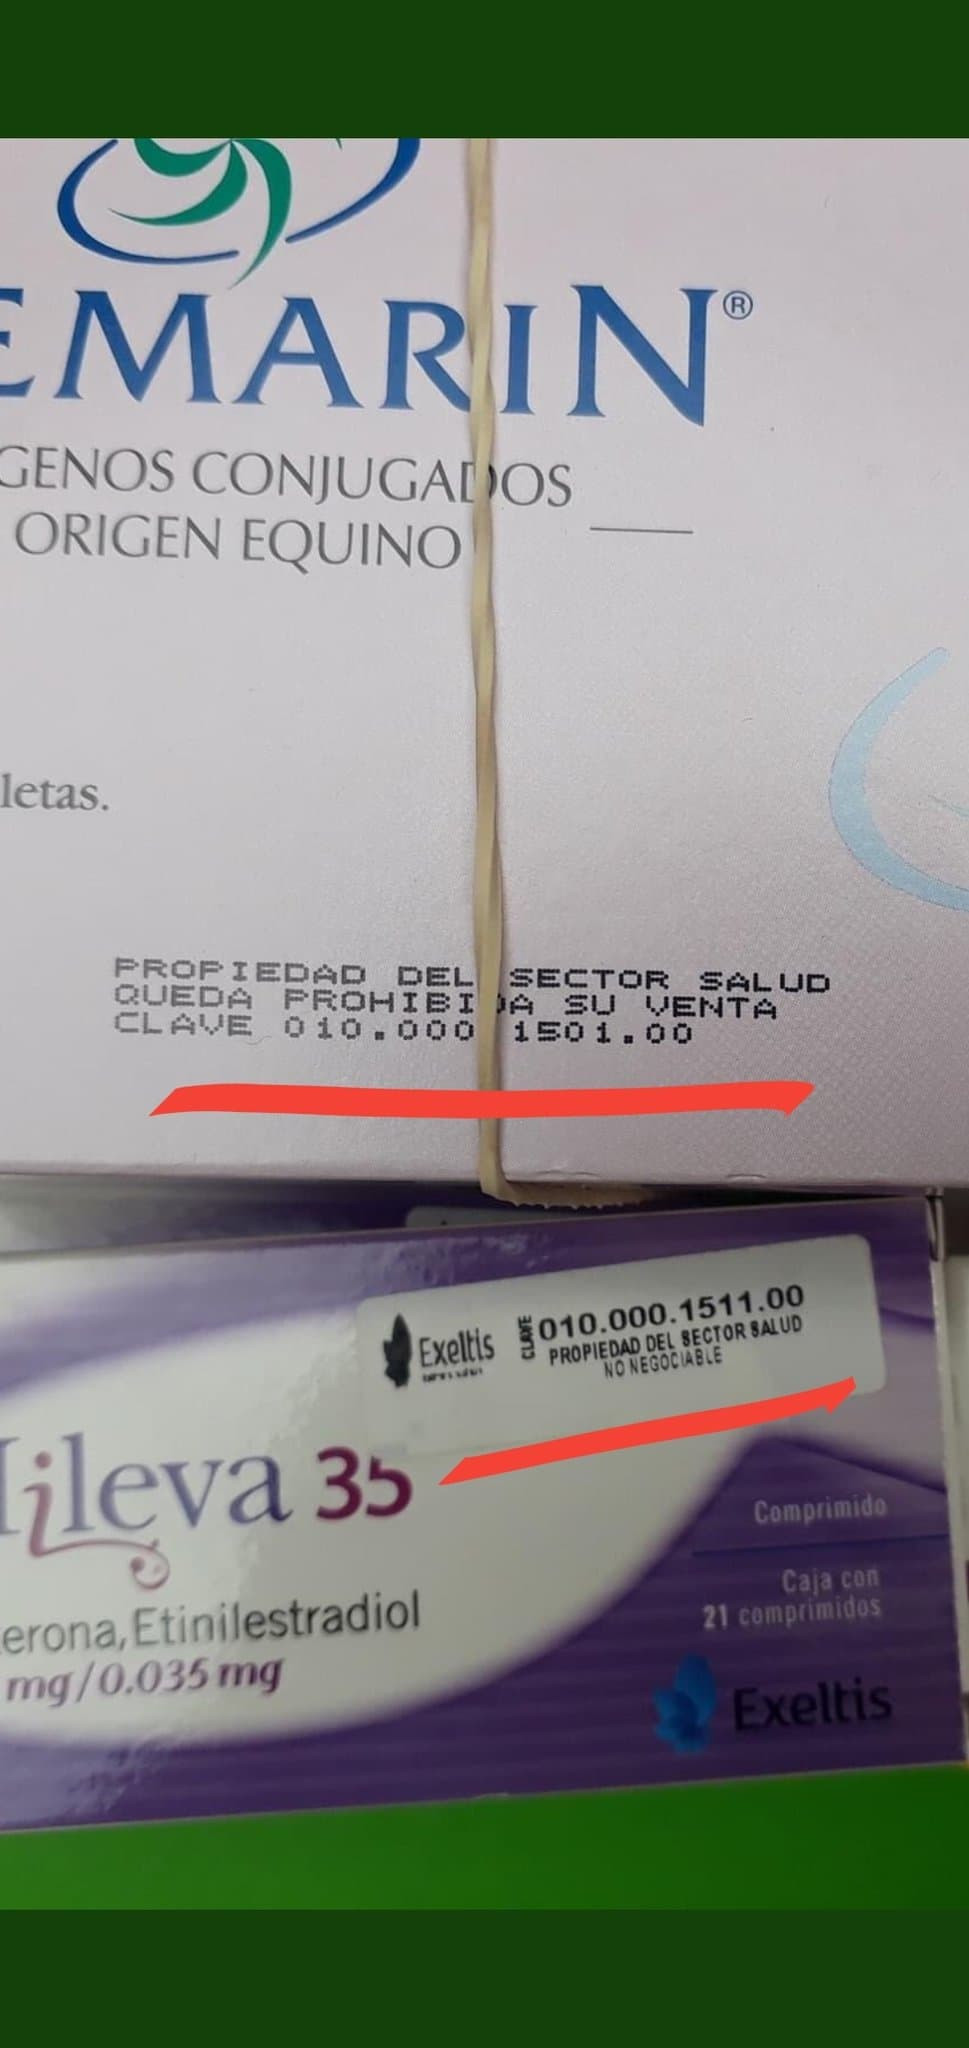 EMARIN®
GENOS CONJUGADOS
ORIGEN EQUINO
letas.
PROPIEDAD DEL SECTOR SALUD
QUEDA PROHIBIDA SU VENTA
CLAVE 010.000 1501.00
Exeltis CLAVE 010.000.1511.00
PROPIEDAD DEL SECTOR SALUD
NO NEGOCIABLE
ileva 35
Comprimido
Caja con
21 comprimidos
erona, Etinilestradiol
mg/0.035 mg
Exeltis